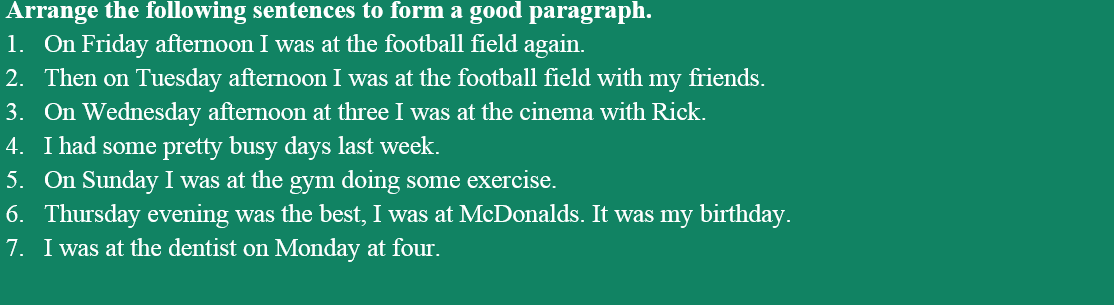 Arrange the following sentences to form a good paragraph.
1. On Friday afternoon I was at the football field again.
2. Then on Tuesday afternoon I was at the football field with my friends.
3. On Wednesday afternoon at three I was at the cinema with Rick.
4. I had some pretty busy days last week.
5. On Sunday I was at the gym doing some exercise.
6. Thursday evening was the best, I was at McDonalds. It was my birthday.
7. I was at the dentist on Monday at four.